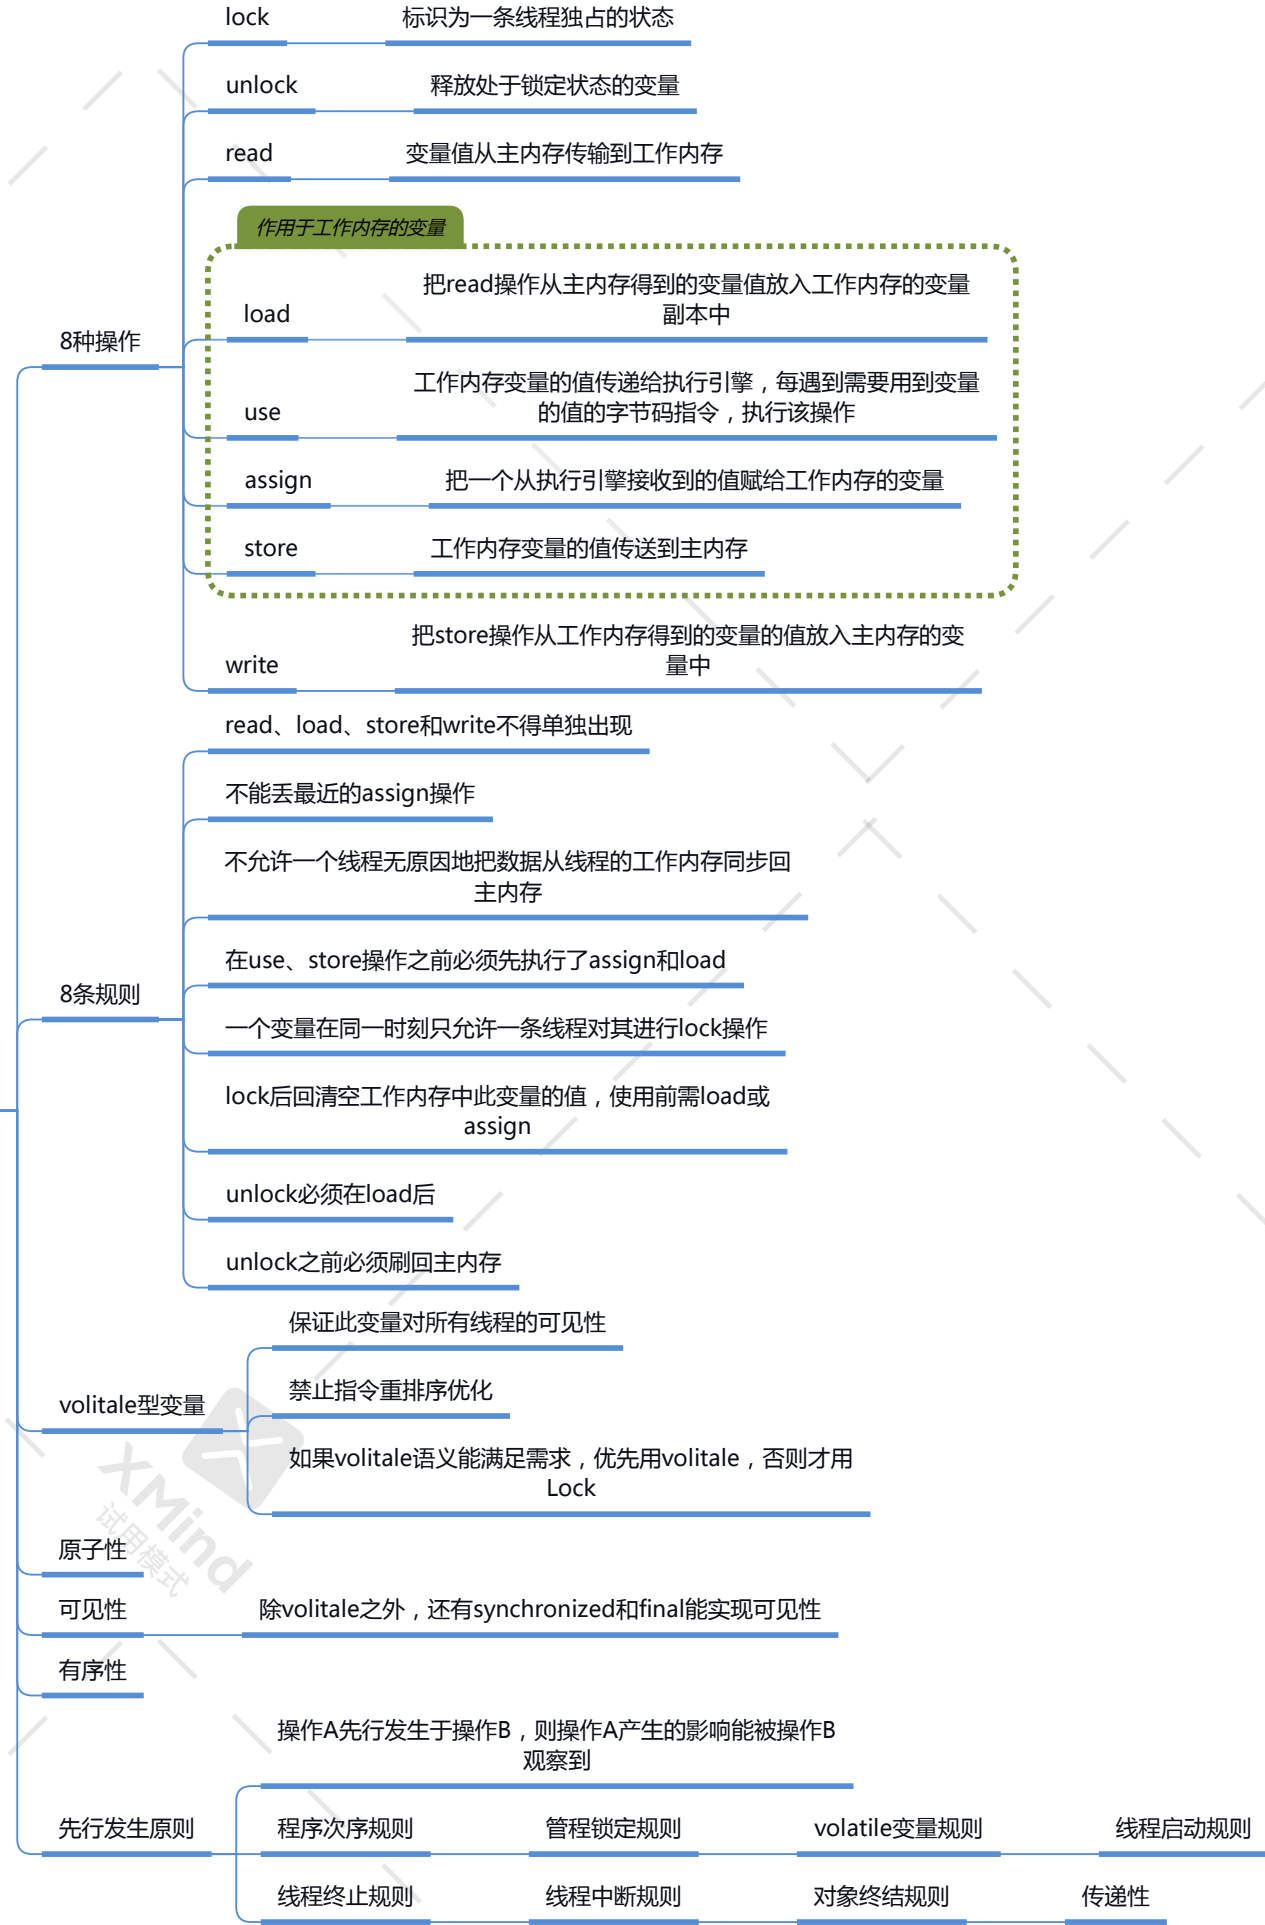 lock
标识为一条线程独占的状态
unlock
释放处于锁定状态的变量
read
变量值从主内存传输到工作内存
作用于工作内存的变量
load
把read操作从主内存得到的变量值放入工作内存的变量
副本中
8种操作
use
工作内存变量的值传递给执行引擎，每遇到需要用到变量
的值的字节码指令，执行该操作
assign
把一个从执行引擎接收到的值赋给工作内存的变量
store
工作内存变量的值传送到主内存
write
把store操作从工作内存得到的变量的值放入主内存的变
量中
read、load、store和write不得单独出现
不能丢最近的assign操作
不允许一个线程无原因地把数据从线程的工作内存同步回
主内存
在use、store操作之前必须先执行了assign和load
8条规则
一个变量在同一时刻只允许一条线程对其进行lock操作
lock后回清空工作内存中此变量的值，使用前需load或
assign
unlock必须在load后
unlock之前必须刷回主内存
保证此变量对所有线程的可见性
volitale型变量
禁止指令重排序优化
如果volitale语义能满足需求，优先用volitale，否则才用
Lock
XMind
试用模式
原子性
可见性
除volitale之外，还有synchronized和final能实现可见性
有序性
操作A先行发生于操作B，则操作A产生的影响能被操作B
观察到
先行发生原则
程序次序规则
管程锁定规则
volatile变量规则
线程启动规则
线程终止规则
线程中断规则
对象终结规则
传递性